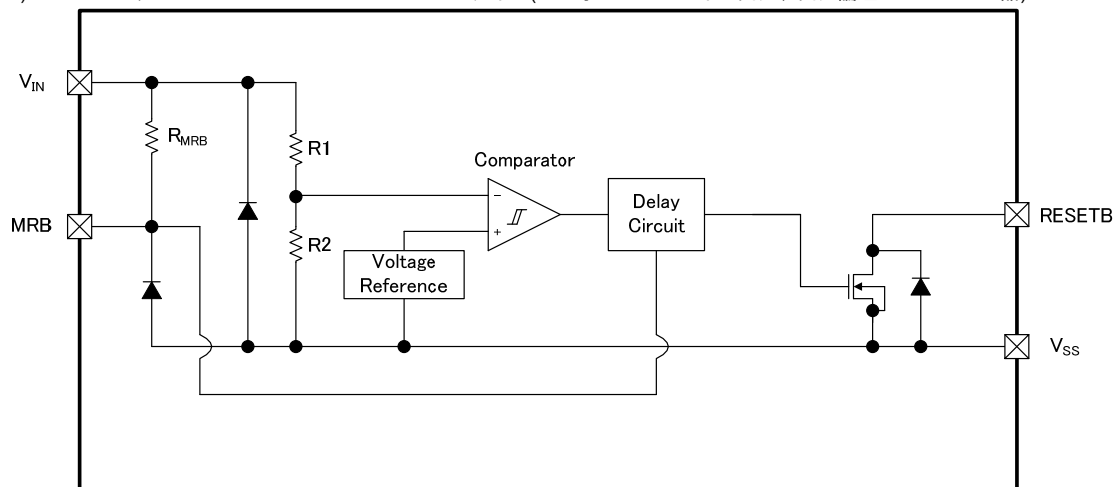 V_IN
R_MRB
R1
Comparator
−
+
Delay
Circuit
MRB
RESETB
R2
Voltage
Reference
V_SS